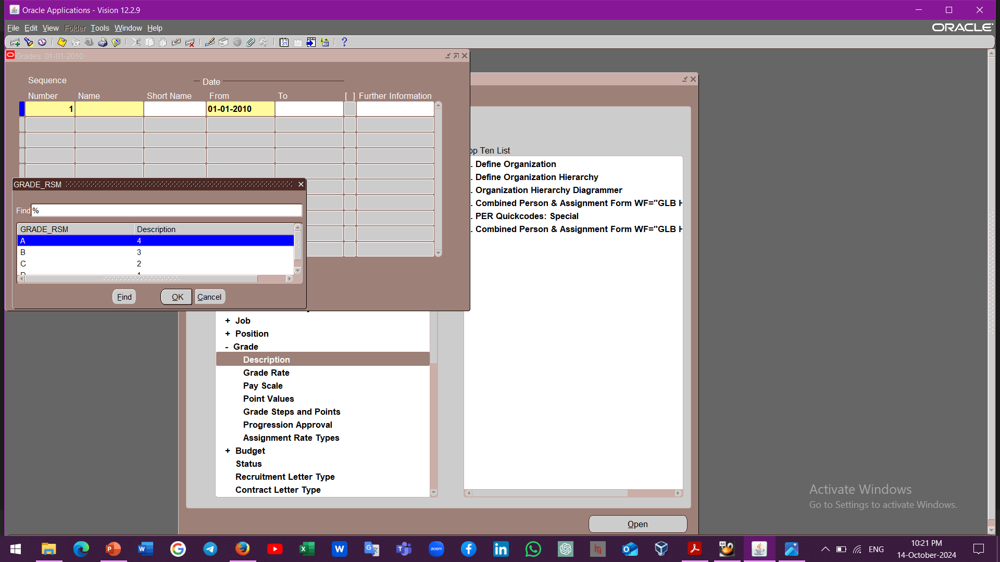 Oracle Applications - Vision 12.2.9
File Edit View Folder Tools Window Help
ORACLE
Grades: 01-01-2010
Sequence
Date
Number Name Short Name From To [ ] Further Information
1 01-01-2010
Top Ten List
. Define Organization
. Define Organization Hierarchy
. Organization Hierarchy Diagrammer
. Combined Person & Assignment Form WF="GLB H
. PER Quickcodes: Special
. Combined Person & Assignment Form WF="GLB H
GRADE_RSM
Find %
GRADE_RSM Description
A 4
B 3
C 2
D 1
Find OK Cancel
+ Job
+ Position
- Grade
Description
Grade Rate
Pay Scale
Point Values
Grade Steps and Points
Progression Approval
Assignment Rate Types
+ Budget
Status
Recruitment Letter Type
Contract Letter Type
Open
Activate Windows
Go to Settings to activate Windows.
zoom
ENG
10:21 PM
14-October-2024